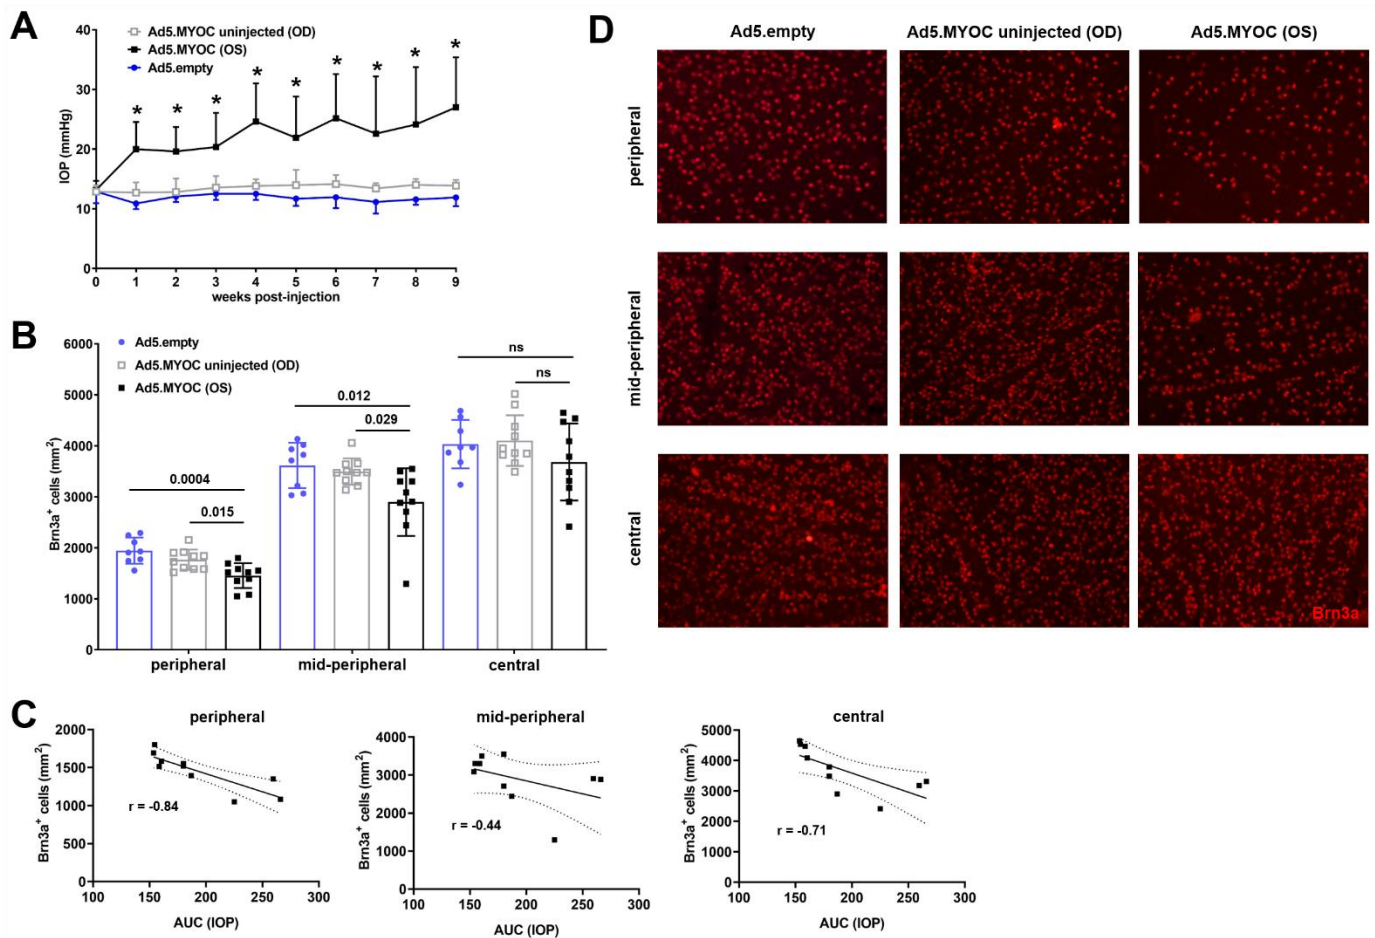 A
Ad5.MYOC uninjected (OD)
Ad5.MYOC (OS)
Ad5.empty
IOP (mmHg)
40
30
20
10
0
* * * * * * * * *
0 1 2 3 4 5 6 7 8 9
weeks post-injection
B
Ad5.empty
Ad5.MYOC uninjected (OD)
Ad5.MYOC (OS)
Brn3a+ cells (mm2)
6000
5000
4000
3000
2000
1000
0
0.0004
0.015
0.012
0.029
ns
ns
peripheral mid-peripheral central
C
peripheral
Brn3a+ cells (mm2)
2000
1500
1000
500
0
r = -0.84
100 150 200 250 300
AUC (IOP)
mid-peripheral
Brn3a+ cells (mm2)
4000
3000
2000
1000
0
r = -0.44
100 150 200 250 300
AUC (IOP)
central
Brn3a+ cells (mm2)
5000
4000
3000
2000
1000
0
r = -0.71
100 150 200 250 300
AUC (IOP)
D
Ad5.empty Ad5.MYOC uninjected (OD) Ad5.MYOC (OS)
peripheral
mid-peripheral
central
Brn3a